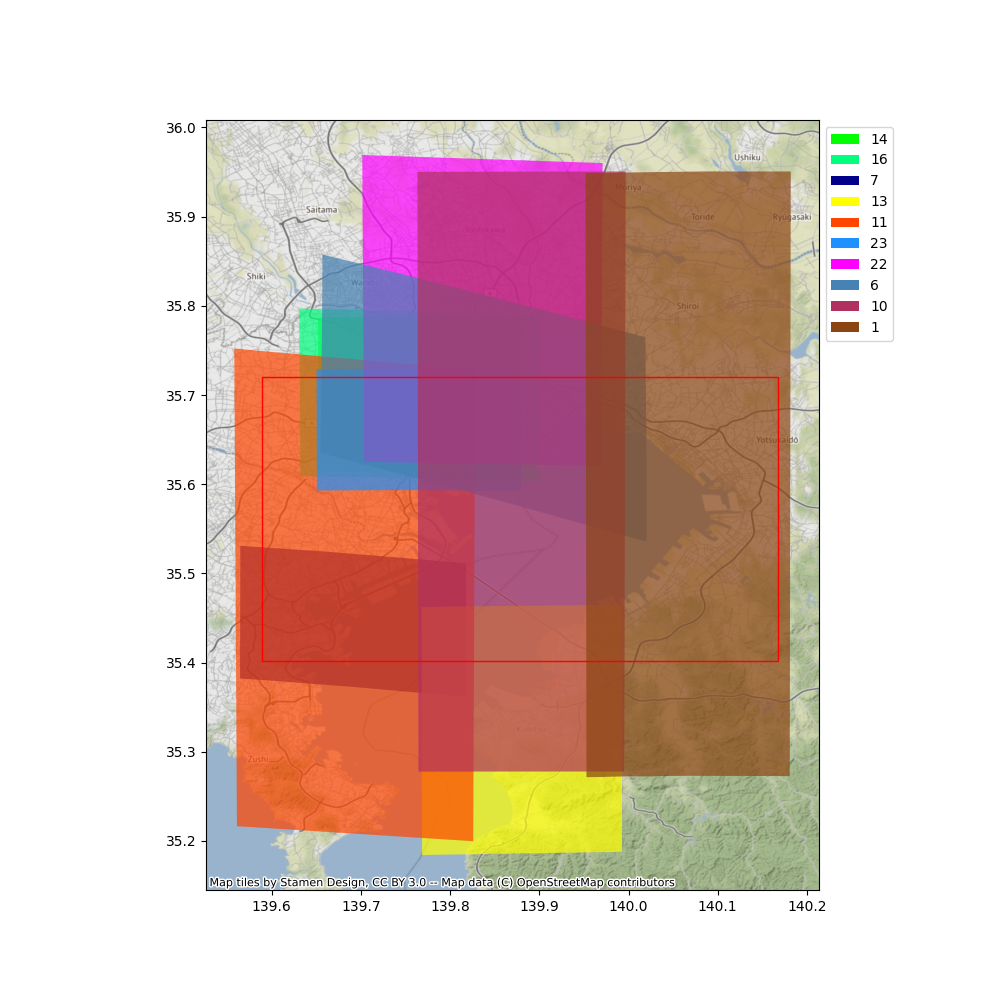 36.0
35.9
35.8
35.7
35.6
35.5
35.4
35.3
35.2
139.6 139.7 139.8 139.9 140.0 140.1 140.2
14
16
7
13
11
23
22
6
10
1
Ushiku
Moriya
Saitama
Toride
Ryugasaki
Shiki
Shiroi
Yotsukaido
Zushi
Map tiles by Stamen Design, CC BY 3.0 -- Map data (C) OpenStreetMap contributors